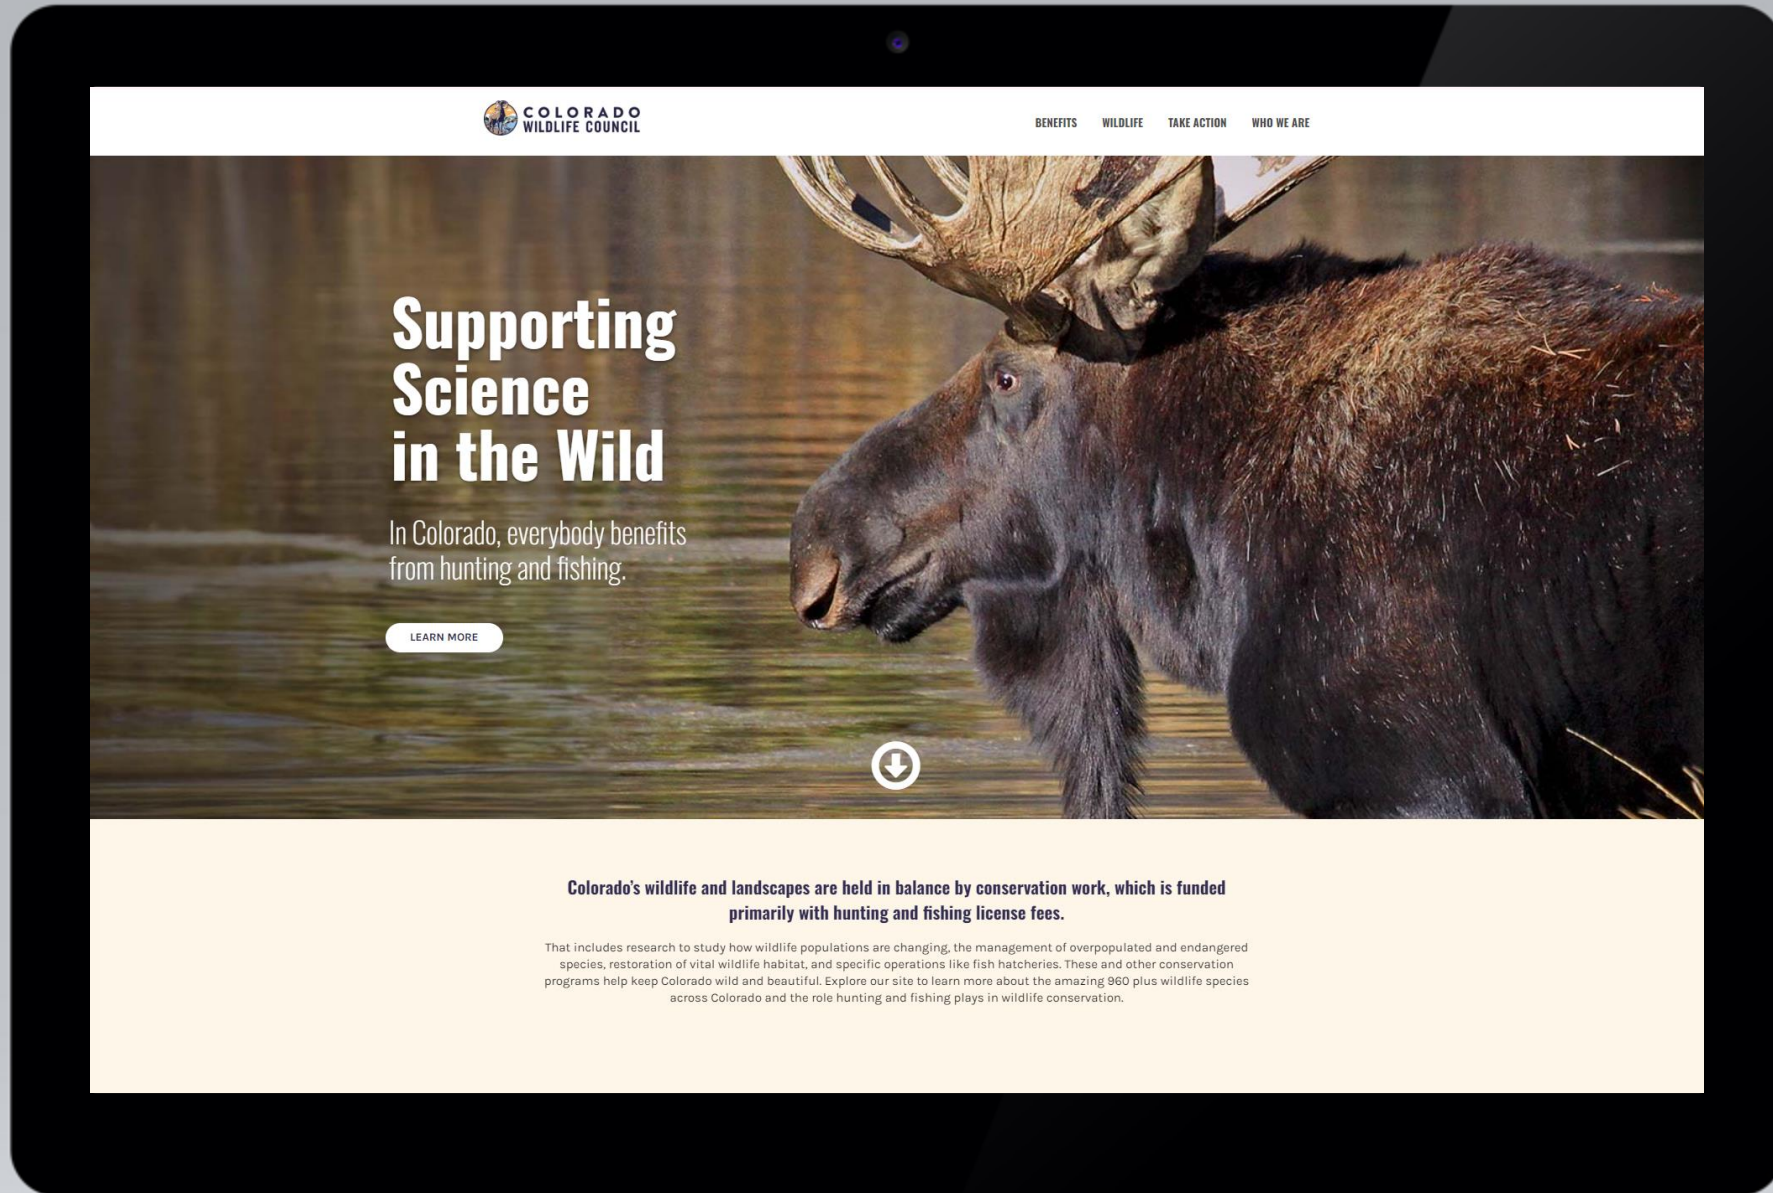 COLORADO
WILDLIFE COUNCIL
BENEFITS WILDLIFE TAKE ACTION WHO WE ARE
Supporting
Science
in the Wild
In Colorado, everybody benefits
from hunting and fishing.
LEARN MORE
Colorado’s wildlife and landscapes are held in balance by conservation work, which is funded
primarily with hunting and fishing license fees.
That includes research to study how wildlife populations are changing, the management of overpopulated and endangered
species, restoration of vital wildlife habitat, and specific operations like fish hatcheries. These and other conservation
programs help keep Colorado wild and beautiful. Explore our site to learn more about the amazing 960 plus wildlife species
across Colorado and the role hunting and fishing plays in wildlife conservation.